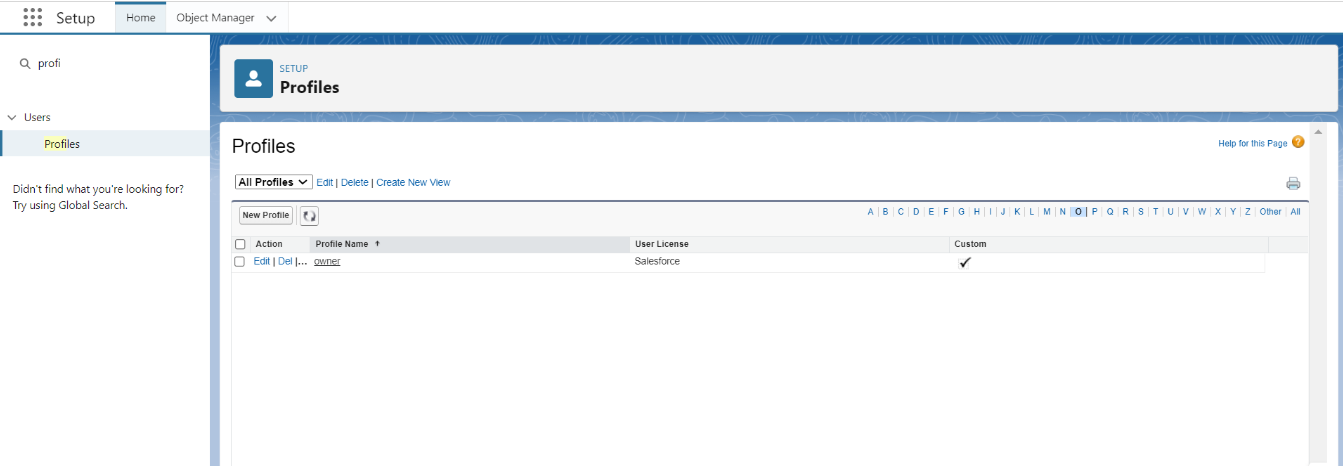 Setup Home Object Manager
profi
SETUP
Profiles
Users
Profiles
Didn't find what you're looking for?
Try using Global Search.
Profiles
Help for this Page ?
All Profiles Edit | Delete | Create New View
New Profile A | B | C | D | E | F | G | H | I | J | K | L | M | N | O | P | Q | R | S | T | U | V | W | X | Y | Z | Other | All
Action Profile Name User License Custom
Edit | Del |... owner Salesforce